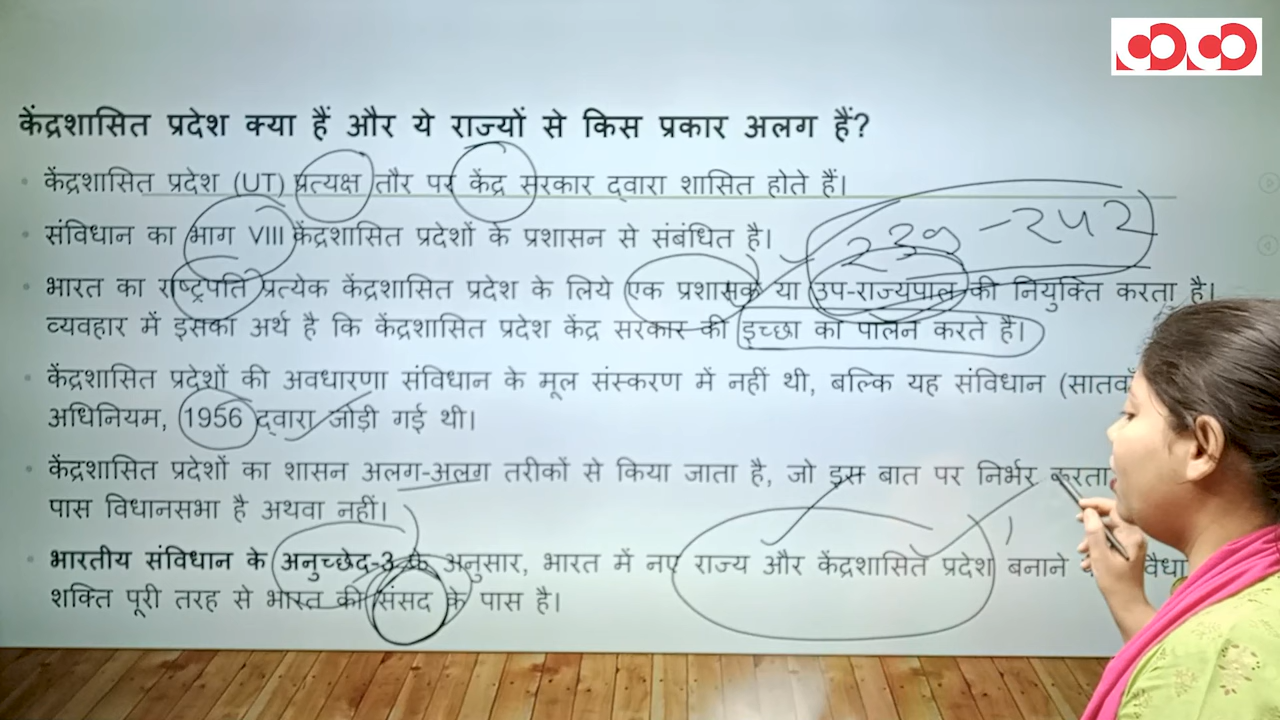 केंद्रशासित प्रदेश क्या हैं और ये राज्यों से किस प्रकार अलग हैं?
• केंद्रशासित प्रदेश (UT) प्रत्यक्ष तौर पर केंद्र सरकार द्वारा शासित होते हैं।
• संविधान का भाग VIII केंद्रशासित प्रदेशों के प्रशासन से संबंधित है।
239-242
• भारत का राष्ट्रपति प्रत्येक केंद्रशासित प्रदेश के लिये एक प्रशासक या उप-राज्यपाल की नियुक्ति करता है।
व्यवहार में इसका अर्थ है कि केंद्रशासित प्रदेश केंद्र सरकार की इच्छा का पालन करते हैं।
• केंद्रशासित प्रदेशों की अवधारणा संविधान के मूल संस्करण में नहीं थी, बल्कि यह संविधान
अधिनियम, 1956 द्वारा जोड़ी गई थी।
• केंद्रशासित प्रदेशों का शासन अलग-अलग तरीकों से किया जाता है, जो इस बात पर निर्भर करता
पास विधानसभा है अथवा नहीं।
• भारतीय संविधान के अनुच्छेद-3 के अनुसार, भारत में नए राज्य और केंद्रशासित प्रदेश बनाने
शक्ति पूरी तरह से भारत की संसद के पास है।